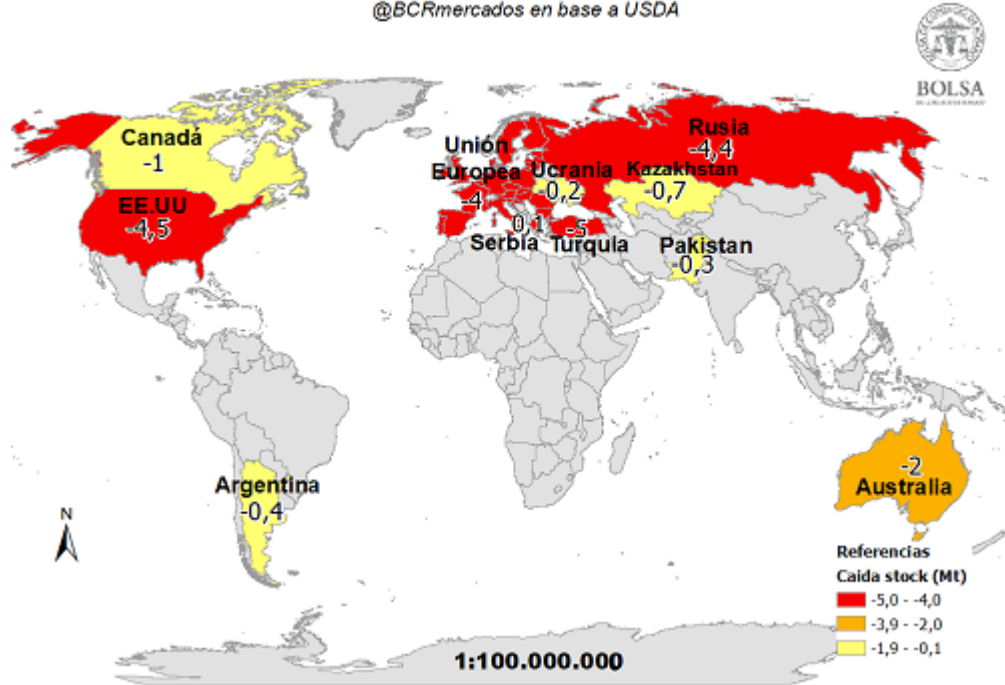 @BCRmercados en base a USDA
BOLSA
Canadá
-1
EE.UU
-4,5
Unión
Europea
-4
Ucrania
-0,2
Rusia
-4,4
Kazakhstan
-0,7
0,1
Serbia
-5
Turquía
Pakistan
-0,3
Argentina
-0,4
-2
Australia
N
Referencias
Caida stock (Mt)
-5,0 - -4,0
-3,9 - -2,0
-1,9 - -0,1
1:100.000.000